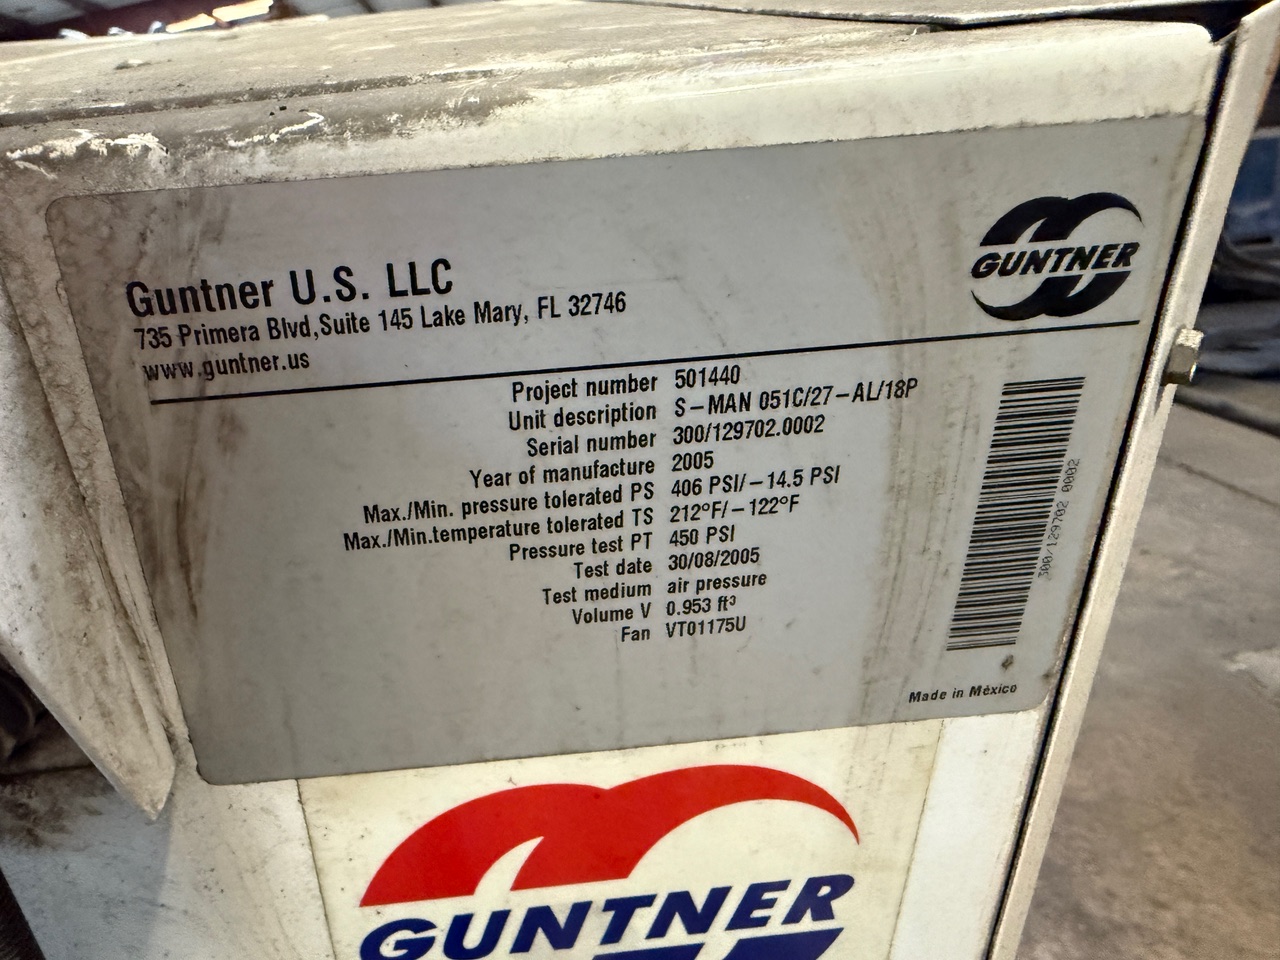 Guntner U.S. LLC
735 Primera Blvd,Suite 145 Lake Mary, FL 32746
www.guntner.us
GUNTNER
Project number 501440
Unit description S-MAN 051C/27-AL/18P
Serial number 300/129702.0002
Year of manufacture 2005
Max./Min. pressure tolerated PS 406 PSI/-14.5 PSI
Max./Min.temperature tolerated TS 212°F/-122°F
Pressure test PT 450 PSI
Test date 30/08/2005
Test medium air pressure
Volume V 0.953 ft³
Fan VT01175U
300/129702 0002
Made in México
GUNTNER